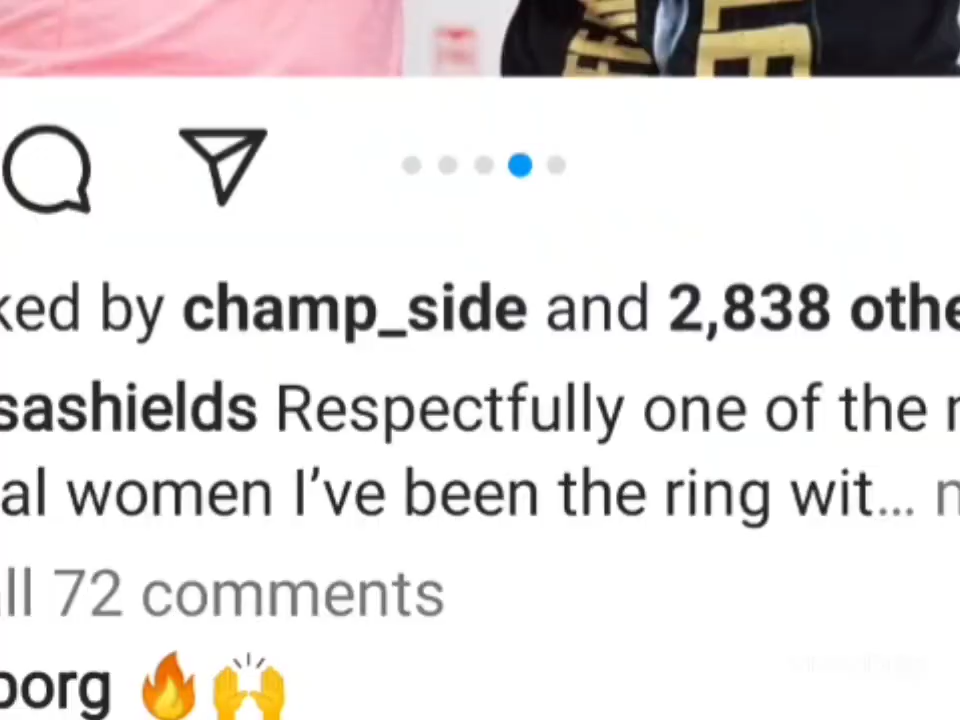 ked by champ_side and 2,838 othe
sashields Respectfully one of the r
al women I’ve been the ring wit... n
ll 72 comments
borg 🔥🙌